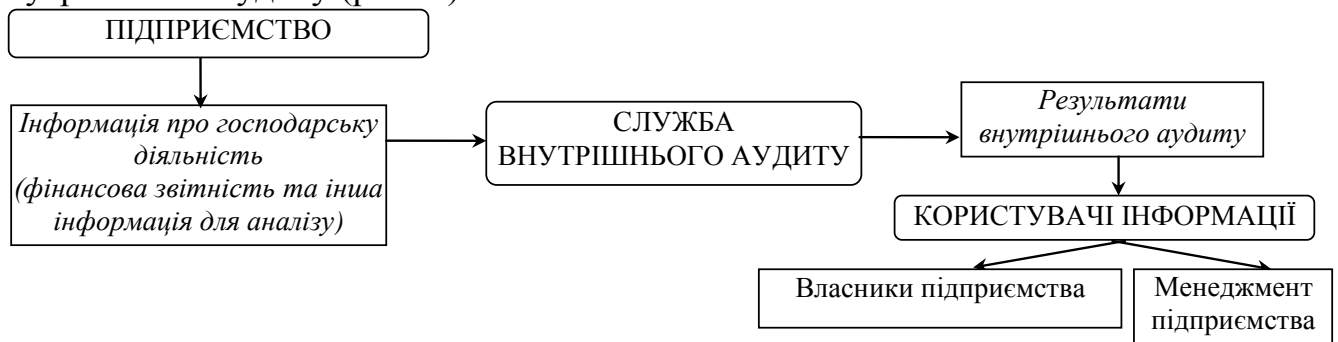 ПІДПРИЄМСТВО
Інформація про господарську
діяльність
(фінансова звітність та інша
інформація для аналізу)
СЛУЖБА
ВНУТРІШНЬОГО АУДИТУ
Результати
внутрішнього аудиту
КОРИСТУВАЧІ ІНФОРМАЦІЇ
Власники підприємства
Менеджмент
підприємства